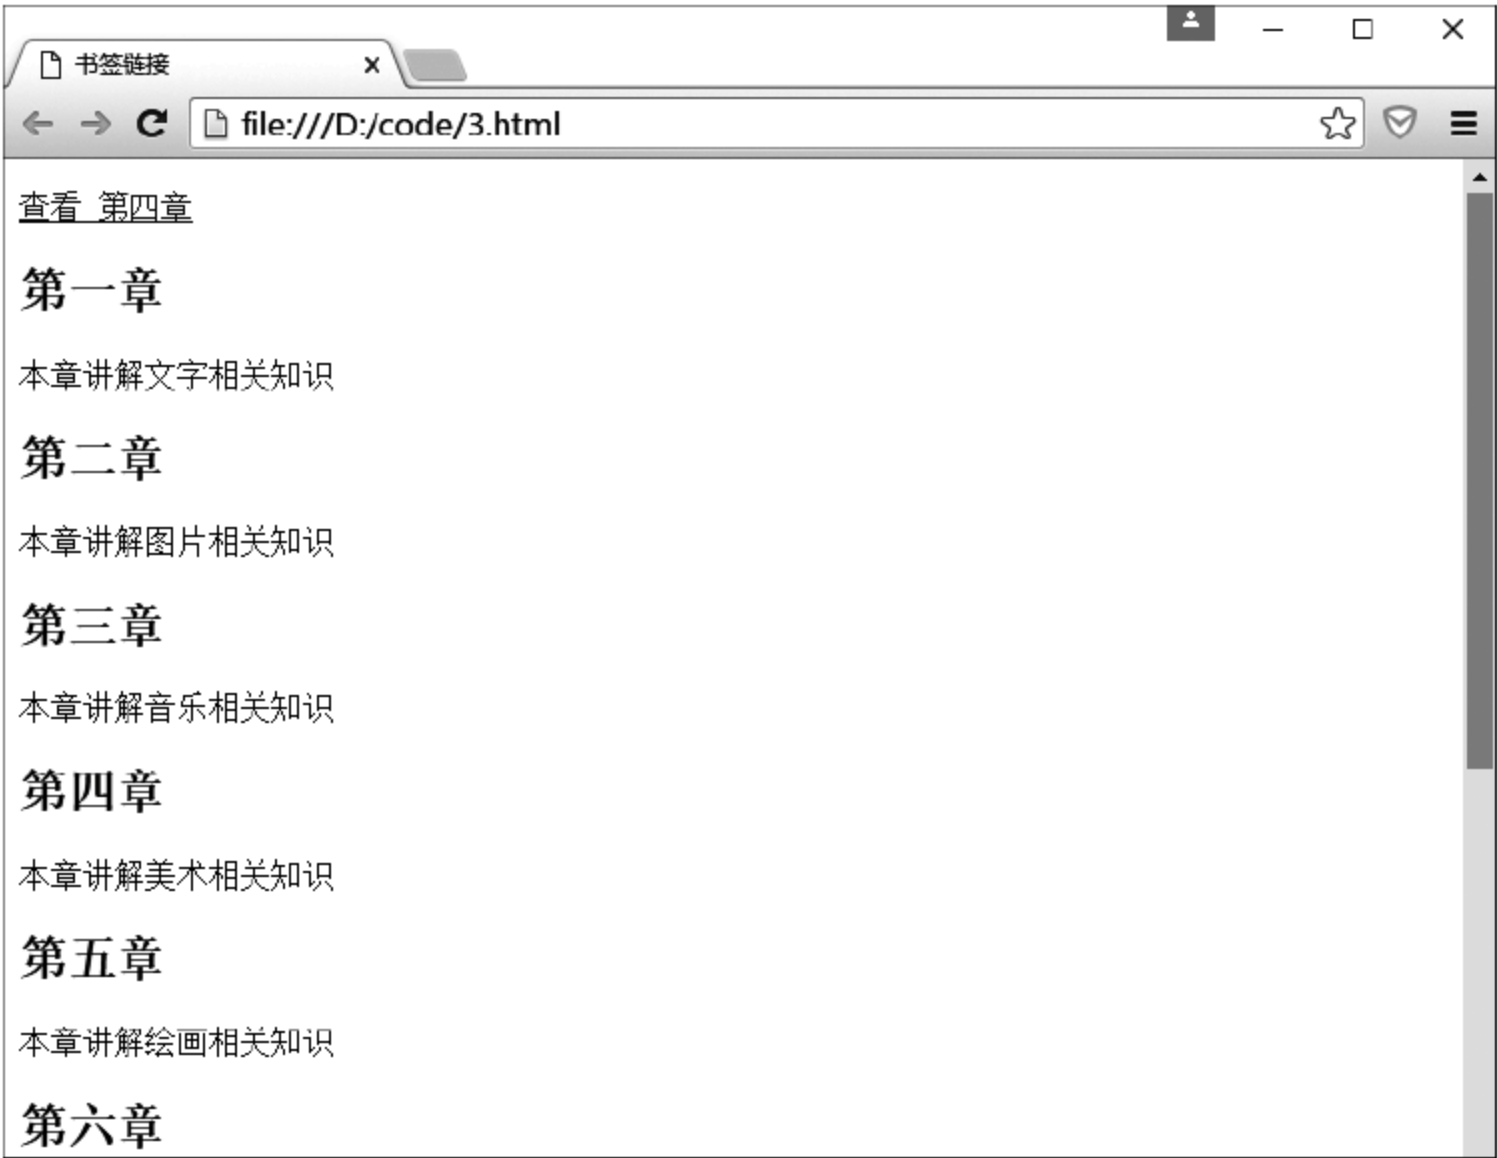 书签链接
file:///D:/code/3.html
查看 第四章
第一章
本章讲解文字相关知识
第二章
本章讲解图片相关知识
第三章
本章讲解音乐相关知识
第四章
本章讲解美术相关知识
第五章
本章讲解绘画相关知识
第六章